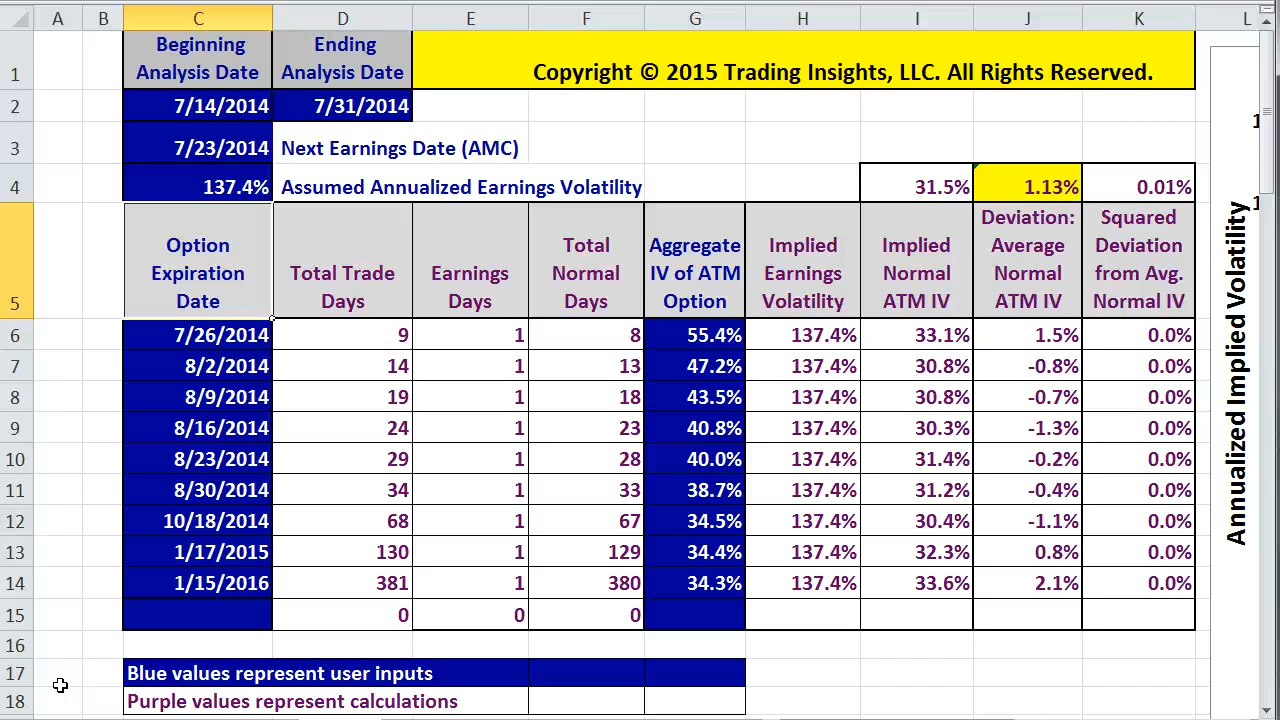 A B C D E F G H I J K L
1 Beginning Analysis Date Ending Analysis Date Copyright © 2015 Trading Insights, LLC. All Rights Reserved.
2 7/14/2014 7/31/2014
3 7/23/2014 Next Earnings Date (AMC)
4 137.4% Assumed Annualized Earnings Volatility 31.5% 1.13% 0.01%
5 Option Expiration Date Total Trade Days Earnings Days Total Normal Days Aggregate IV of ATM Option Implied Earnings Volatility Implied Normal ATM IV Deviation: Average Normal ATM IV Squared Deviation from Avg. Normal IV
6 7/26/2014 9 1 8 55.4% 137.4% 33.1% 1.5% 0.0%
7 8/2/2014 14 1 13 47.2% 137.4% 30.8% -0.8% 0.0%
8 8/9/2014 19 1 18 43.5% 137.4% 30.8% -0.7% 0.0%
9 8/16/2014 24 1 23 40.8% 137.4% 30.3% -1.3% 0.0%
10 8/23/2014 29 1 28 40.0% 137.4% 31.4% -0.2% 0.0%
11 8/30/2014 34 1 33 38.7% 137.4% 31.2% -0.4% 0.0%
12 10/18/2014 68 1 67 34.5% 137.4% 30.4% -1.1% 0.0%
13 1/17/2015 130 1 129 34.4% 137.4% 32.3% 0.8% 0.0%
14 1/15/2016 381 1 380 34.3% 137.4% 33.6% 2.1% 0.0%
15 0 0 0
16
17 Blue values represent user inputs
18 Purple values represent calculations
Annualized Implied Volatility